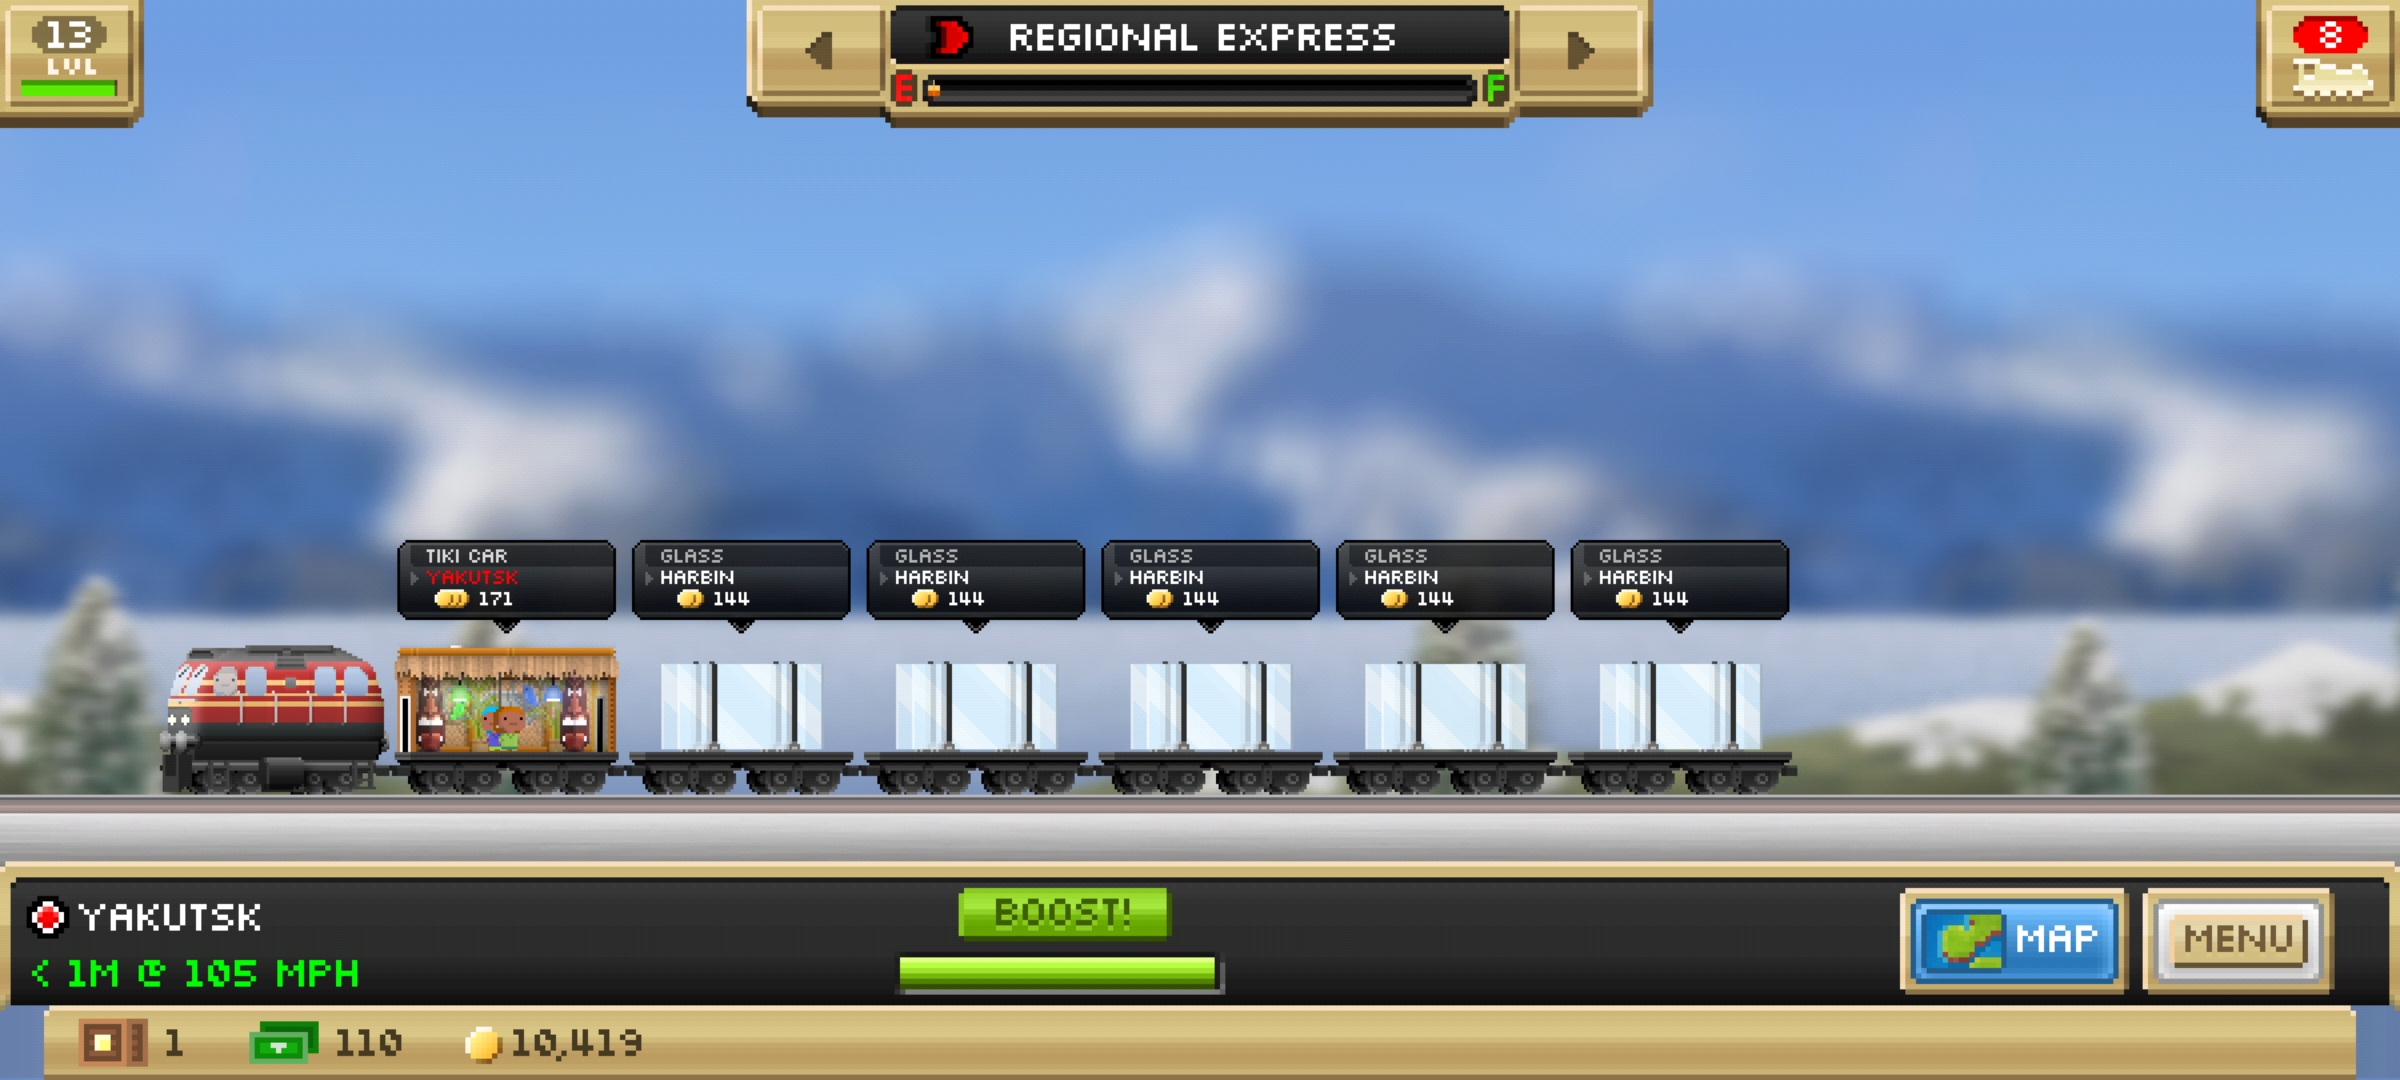 13
LVL
REGIONAL EXPRESS
E F
8
TIKI CAR
YAKUTSK
171
GLASS
HARBIN
144
GLASS
HARBIN
144
GLASS
HARBIN
144
GLASS
HARBIN
144
GLASS
HARBIN
144
YAKUTSK
< 1M @ 105 MPH
BOOST!
MAP
MENU
1
110
10,419